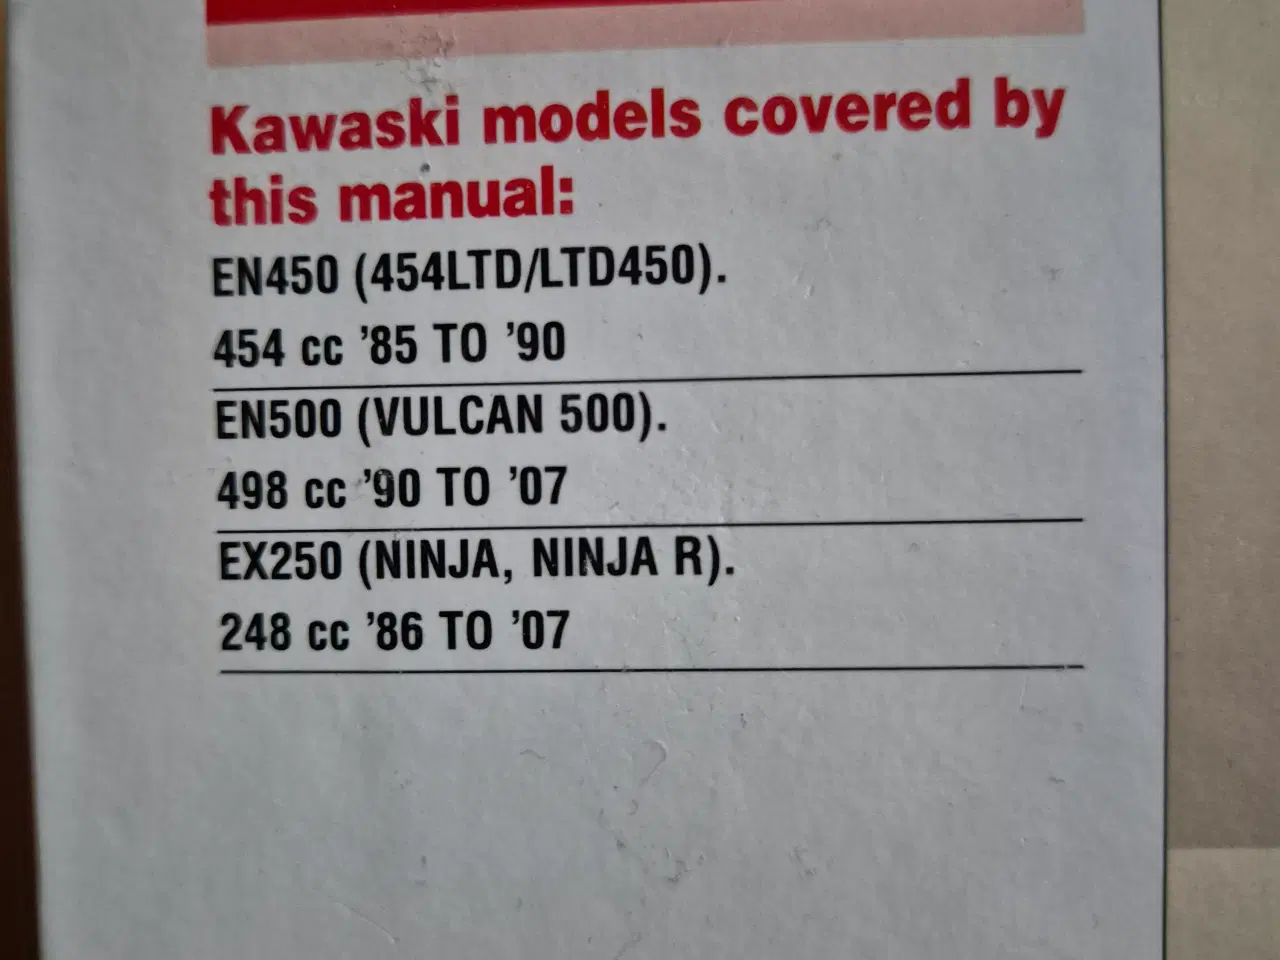 Kawaski models covered by
this manual:
EN450 (454LTD/LTD450).
454 cc '85 TO '90
EN500 (VULCAN 500).
498 cc '90 TO '07
EX250 (NINJA, NINJA R).
248 cc '86 TO '07